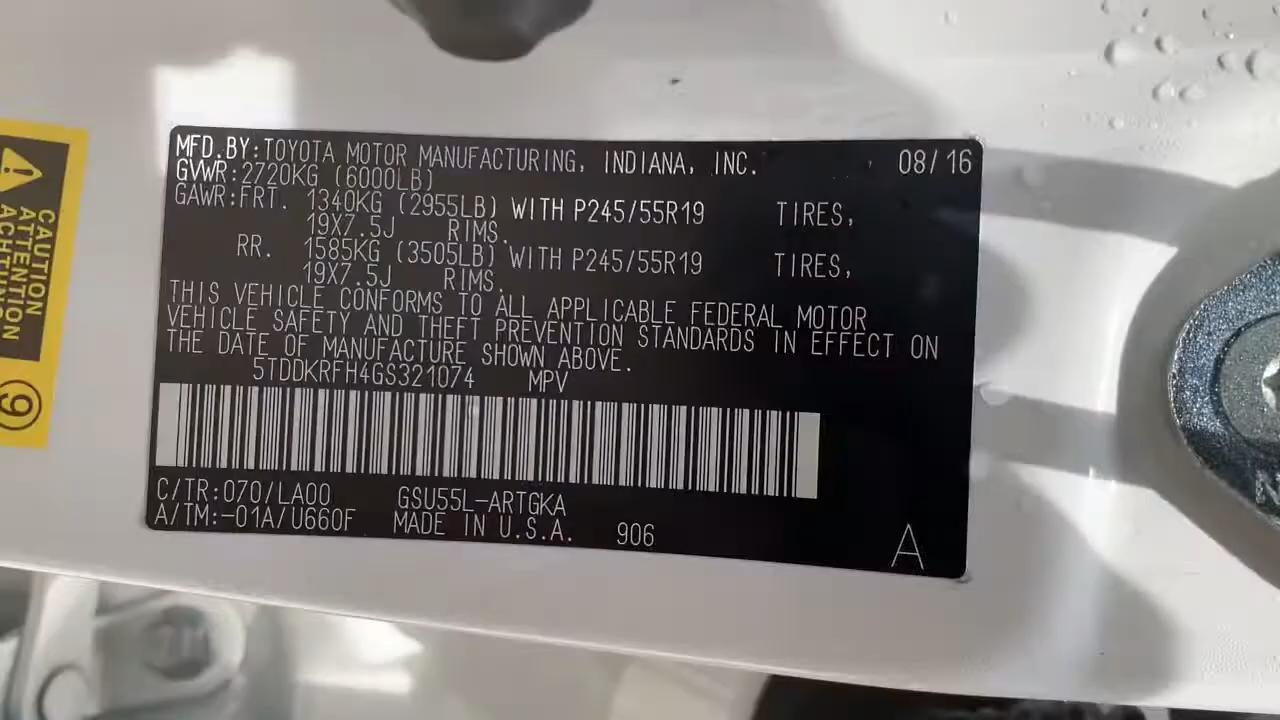 MFD.BY:TOYOTA MOTOR MANUFACTURING, INDIANA, INC. 08/16
GVWR:2720KG (6000LB)
GAWR:FRT. 1340KG (2955LB) WITH P245/55R19 TIRES,
19X7.5J RIMS.
RR. 1585KG (3505LB) WITH P245/55R19 TIRES,
19X7.5J RIMS.
THIS VEHICLE CONFORMS TO ALL APPLICABLE FEDERAL MOTOR
VEHICLE SAFETY AND THEFT PREVENTION STANDARDS IN EFFECT ON
THE DATE OF MANUFACTURE SHOWN ABOVE.
5TDDKRFH4GS321074 MPV
C/TR:070/LA00 GSU55L-ARTGKA
A/TM:-01A/U660F MADE IN U.S.A. 906
A
CAUTION
ATTENTION
ACHTUNG
9